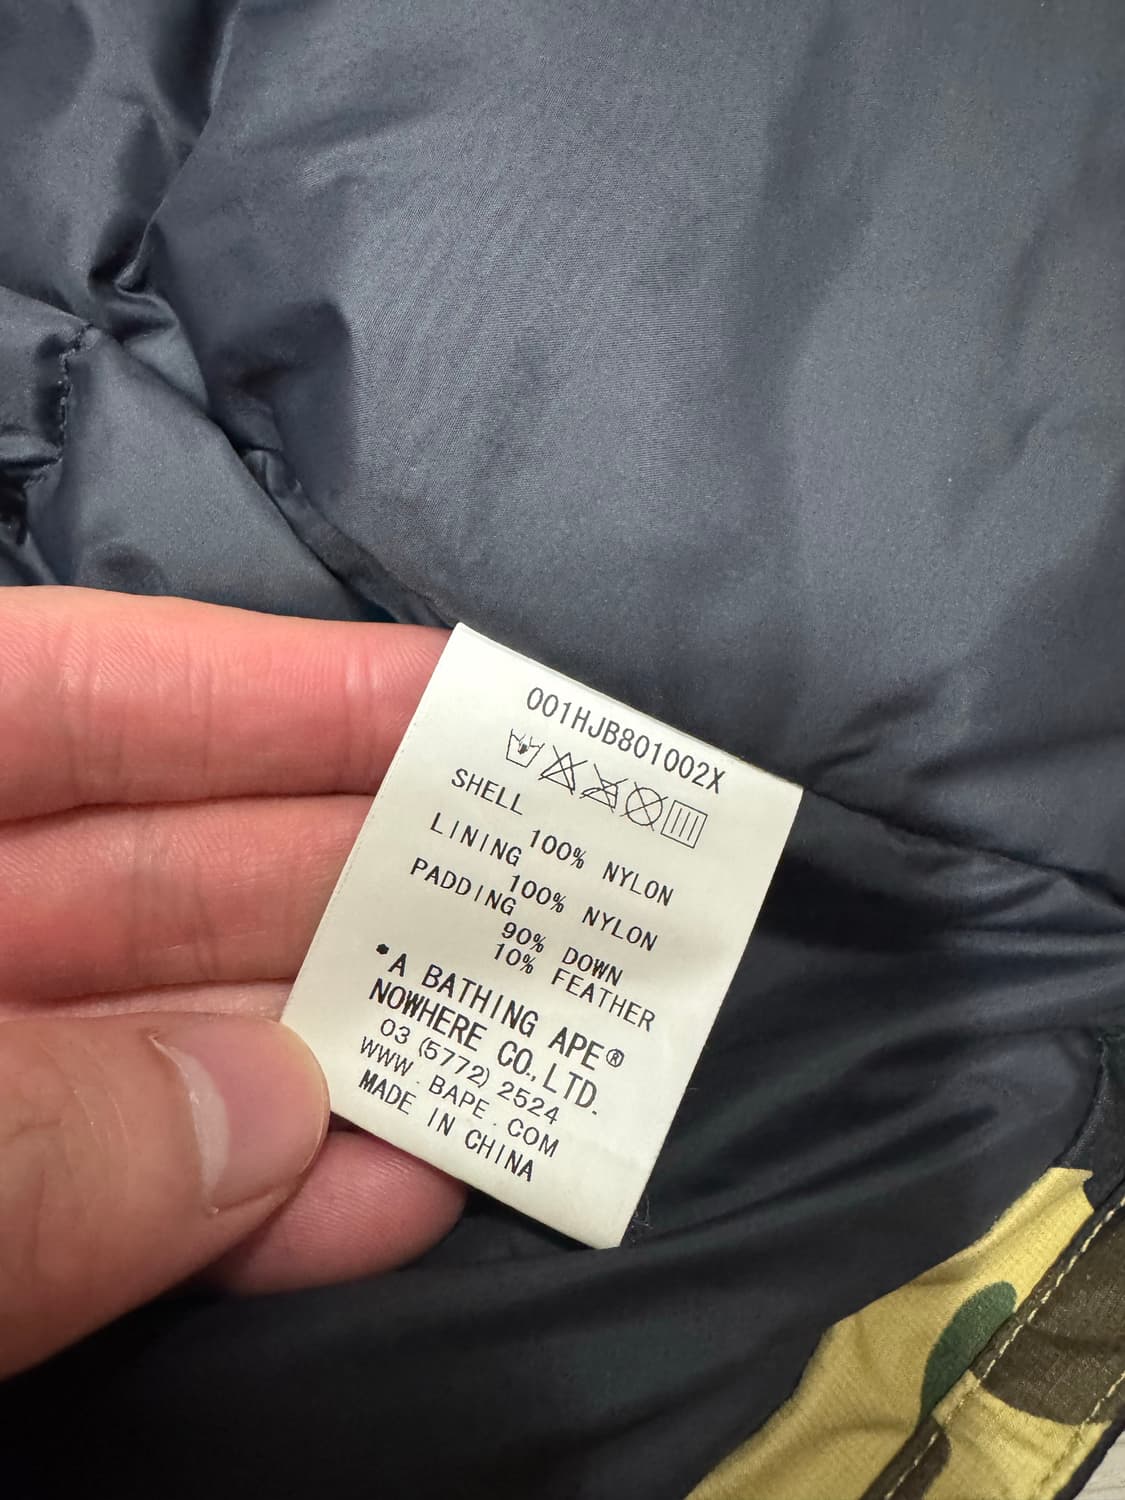 001HJB801002X
SHELL
100% NYLON
LINING
100% NYLON
PADDING
90% DOWN
10% FEATHER
*A BATHING APE®
NOWHERE CO., LTD.
03 (5772) 2524
WWW.BAPE.COM
MADE IN CHINA